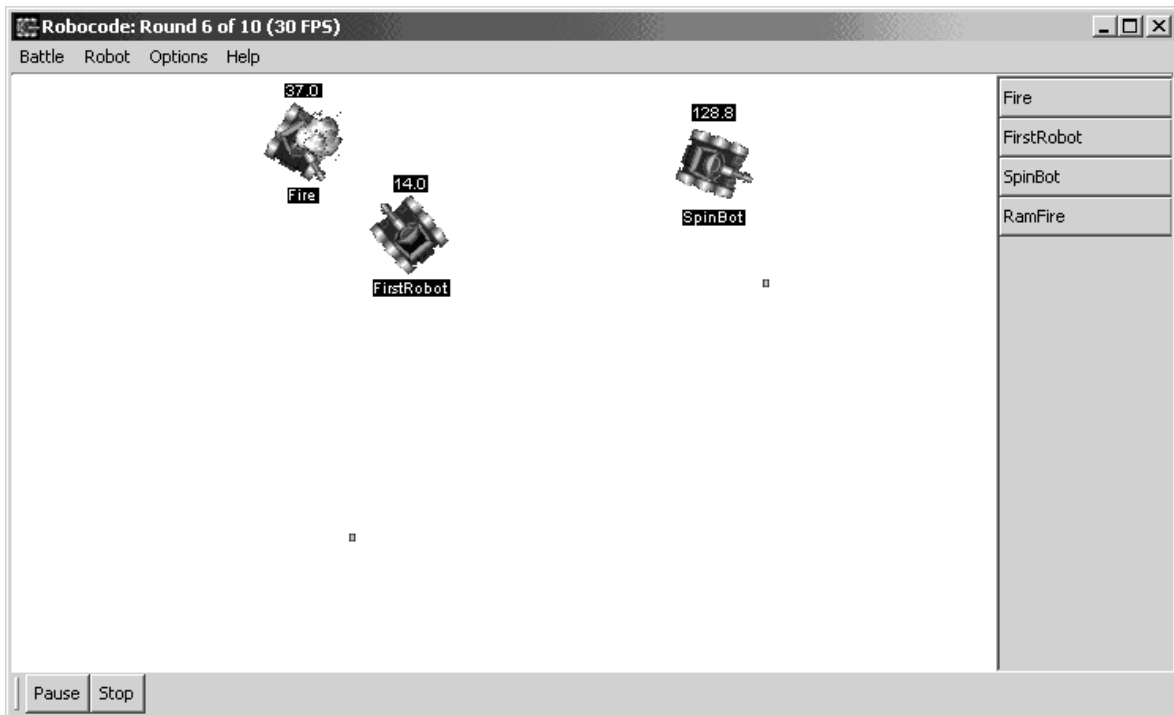 Robocode: Round 6 of 10 (30 FPS)
Battle Robot Options Help
37.0
Fire
14.0
FirstRobot
128.8
SpinBot
Fire
FirstRobot
SpinBot
RamFire
Pause Stop